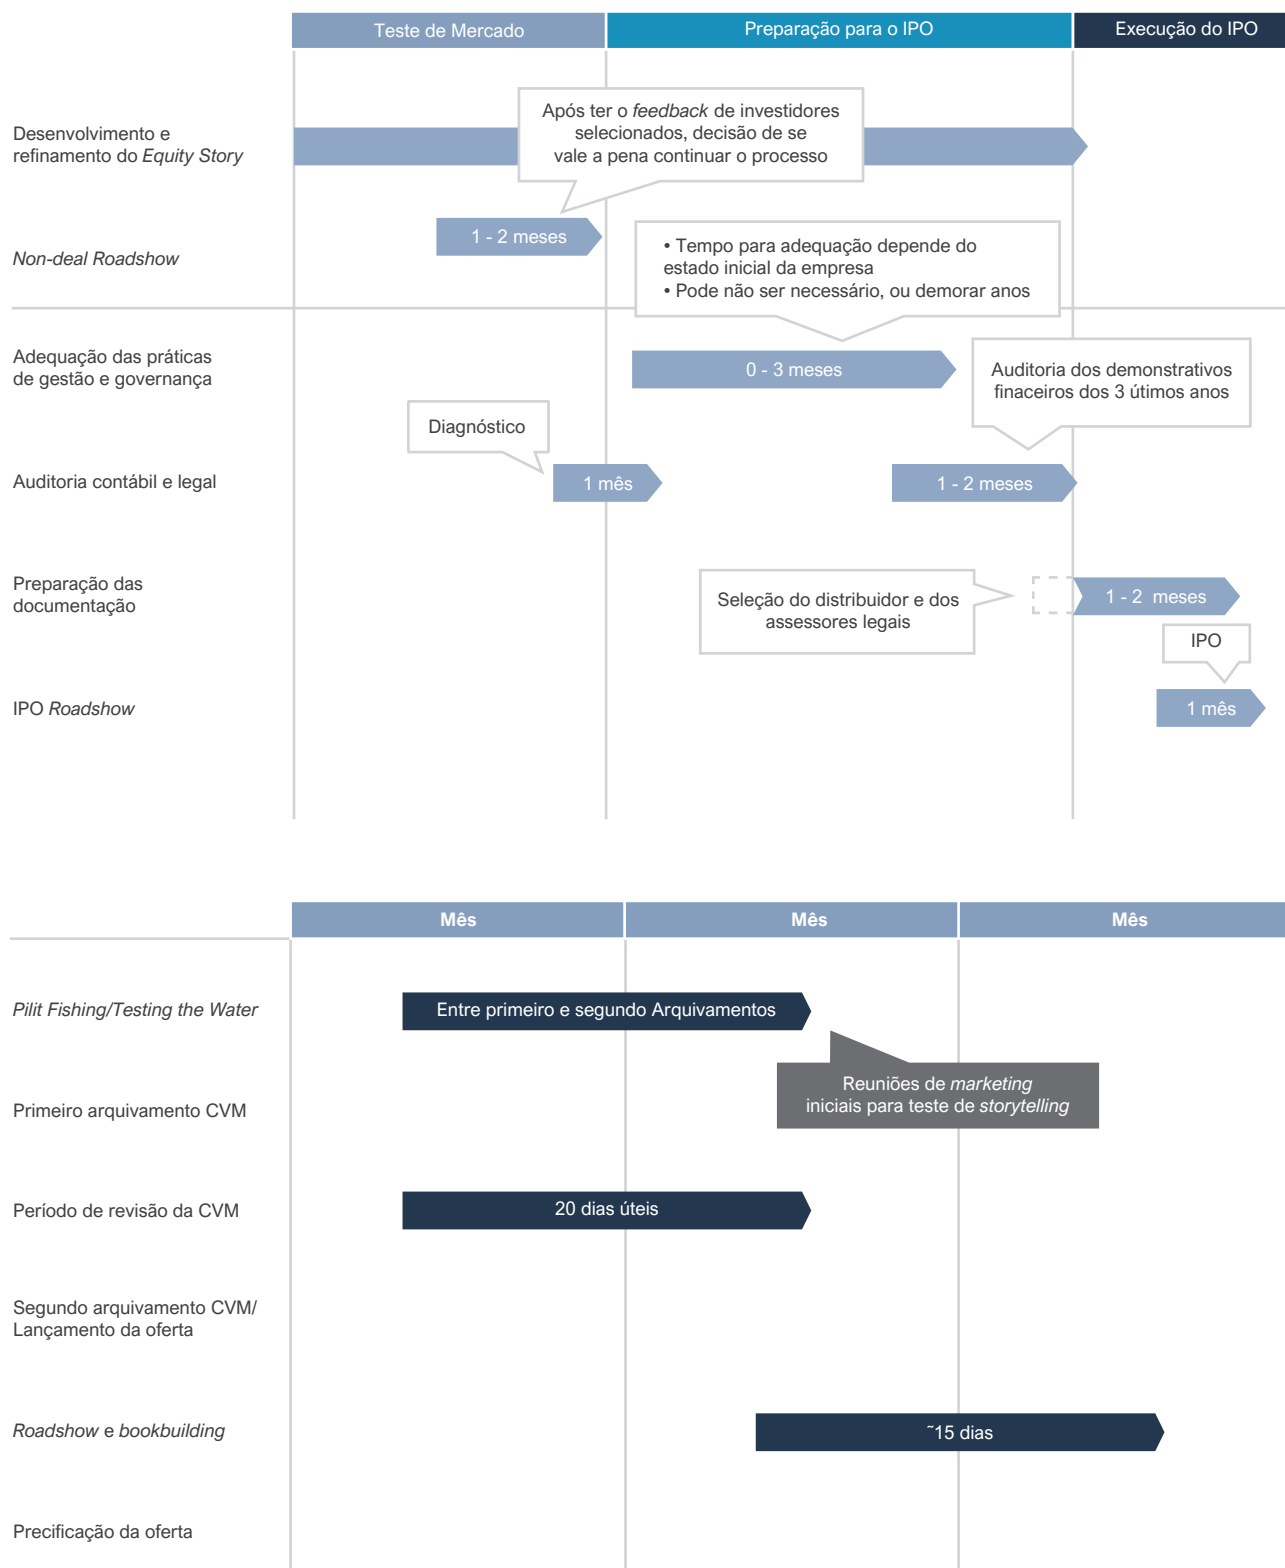 Teste de Mercado
Preparação para o IPO
Execução do IPO
Desenvolvimento e
refinamento do Equity Story
Após ter o feedback de investidores
selecionados, decisão de se
vale a pena continuar o processo
Non-deal Roadshow
1 - 2 meses
• Tempo para adequação depende do
estado inicial da empresa
• Pode não ser necessário, ou demorar anos
Adequação das práticas
de gestão e governança
0 - 3 meses
Auditoria dos demonstrativos
finaceiros dos 3 útimos anos
Diagnóstico
Auditoria contábil e legal
1 mês
1 - 2 meses
Preparação das
documentação
Seleção do distribuidor e dos
assessores legais
1 - 2 meses
IPO
IPO Roadshow
1 mês
Mês
Mês
Mês
Pilit Fishing/Testing the Water
Entre primeiro e segundo Arquivamentos
Reuniões de marketing
iniciais para teste de storytelling
Primeiro arquivamento CVM
Período de revisão da CVM
20 dias úteis
Segundo arquivamento CVM/
Lançamento da oferta
Roadshow e bookbuilding
~15 dias
Precificação da oferta